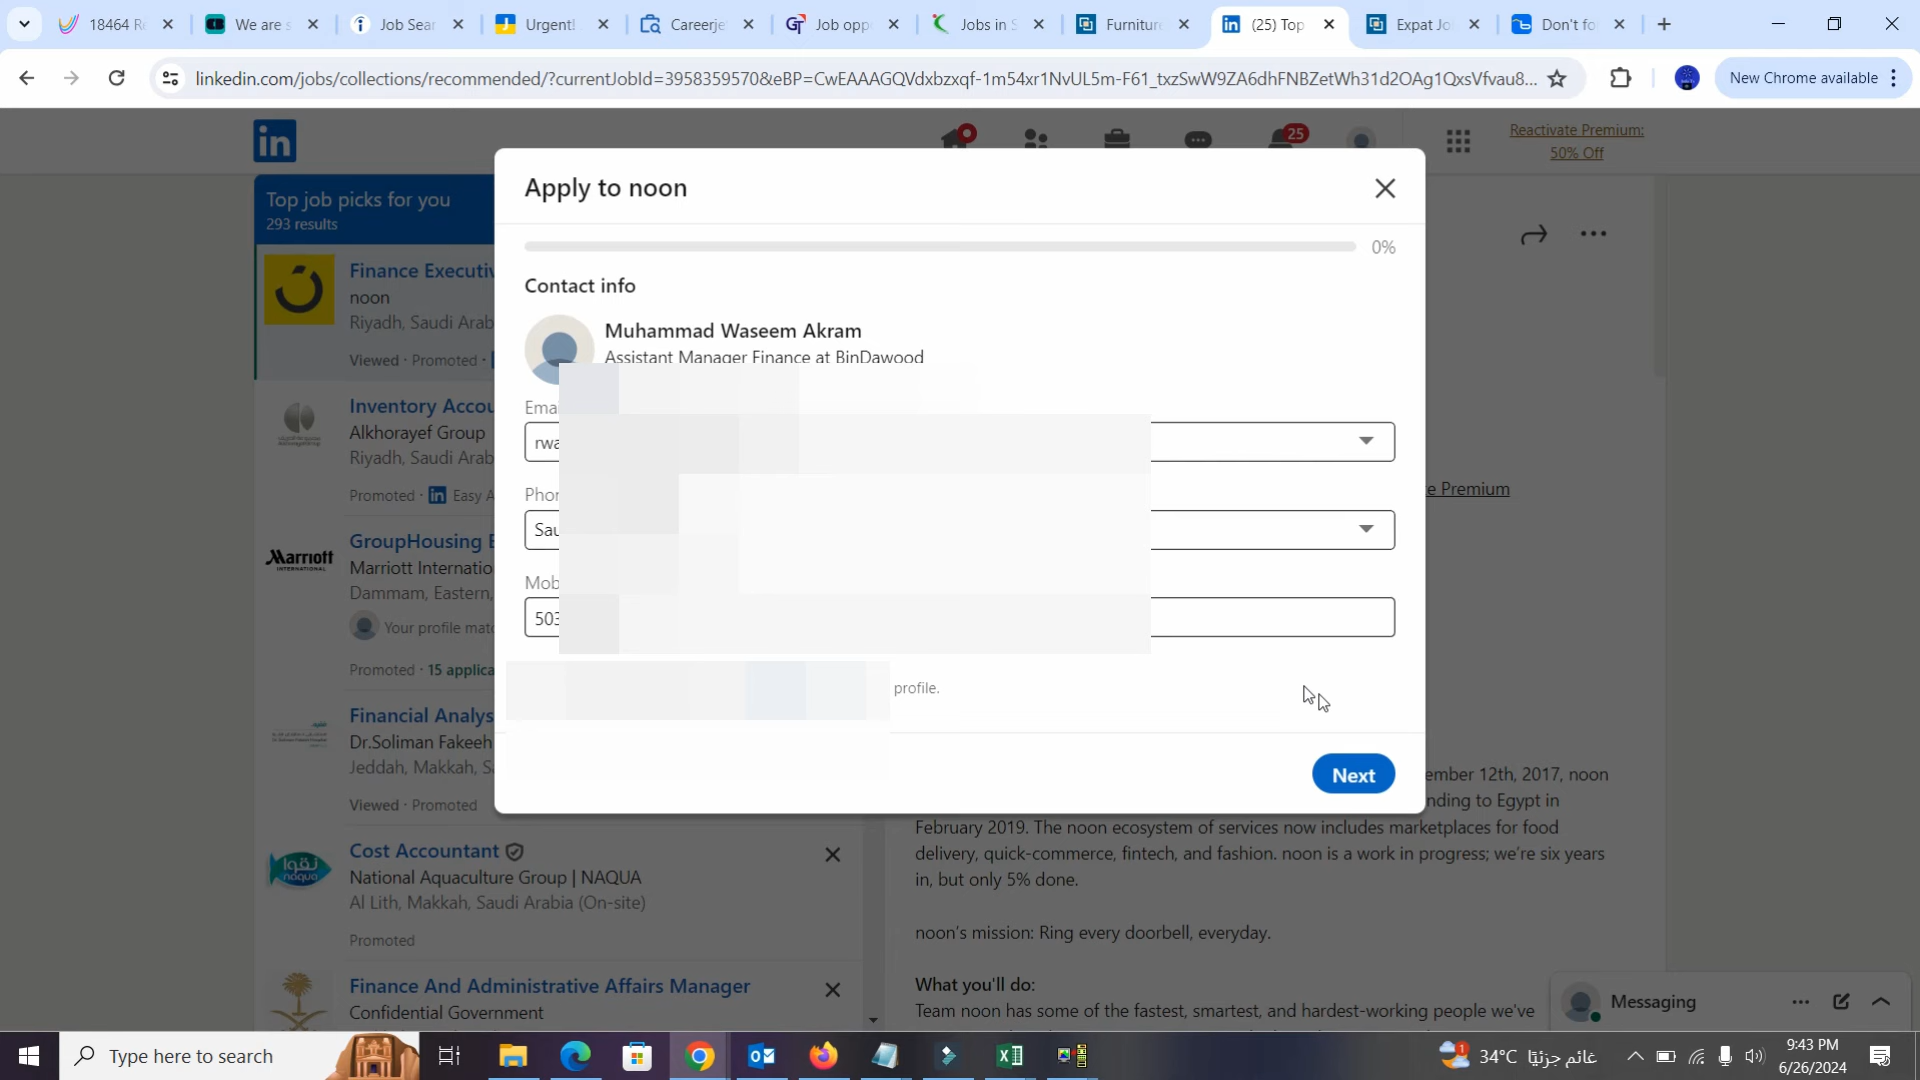 18464 Re
We are s
Job Sear
Urgent!
Careerje
Job opp
Jobs in S
Furniture
(25) Top
Expat Jo
Don't fo
linkedin.com/jobs/collections/recommended/?currentJobId=3958359570&eBP=CwEAAAGQVdxbzxqf-1m54xr1NvUL5m-F61_txzSwW9ZA6dhFNBZetWh31d2OAg1QxsVfvau8...
New Chrome available
in
25
Reactivate Premium:
50% Off
Top job picks for you
293 results
Finance Executiv
noon
Riyadh, Saudi Arab
Viewed · Promoted ·
Inventory Accou
Alkhorayef Group
Riyadh, Saudi Arab
Promoted · in Easy A
Marriott
INTERNATIONAL
GroupHousing E
Marriott Internatio
Dammam, Eastern,
Your profile matc
Promoted · 15 applica
Financial Analys
Dr.Soliman Fakeeh
Jeddah, Makkah, Sa
Viewed · Promoted
نقوا
naqua
Cost Accountant
National Aquaculture Group | NAQUA
Al Lith, Makkah, Saudi Arabia (On-site)
Promoted
Finance And Administrative Affairs Manager
Confidential Government
Apply to noon
0%
Contact info
Muhammad Waseem Akram
Assistant Manager Finance at BinDawood
Emai
rwa
Phon
Sau
Mob
503
profile.
Next
e Premium
ember 12th, 2017, noon
nding to Egypt in
February 2019. The noon ecosystem of services now includes marketplaces for food
delivery, quick-commerce, fintech, and fashion. noon is a work in progress; we're six years
in, but only 5% done.
noon's mission: Ring every doorbell, everyday.
What you'll do:
Team noon has some of the fastest, smartest, and hardest-working people we've
Messaging
Type here to search
34°C غائم جزئيًا
9:43 PM
6/26/2024